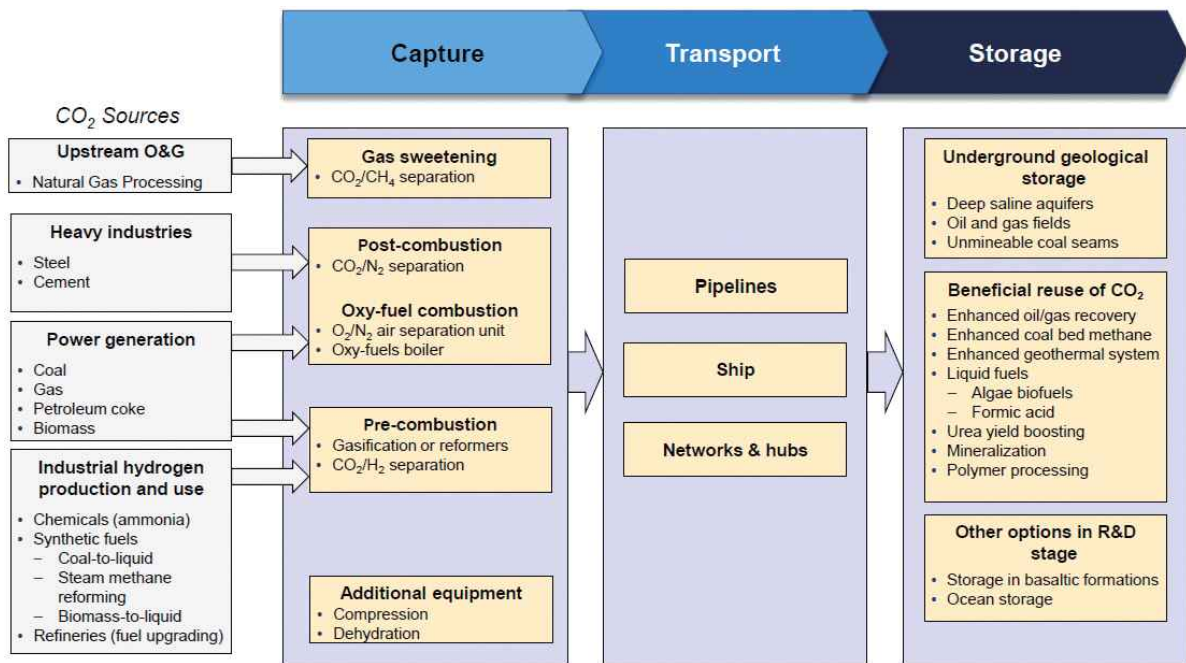 Capture
Transport
Storage
CO₂ Sources
Upstream O&G
• Natural Gas Processing
Heavy industries
• Steel
• Cement
Power generation
• Coal
• Gas
• Petroleum coke
• Biomass
Industrial hydrogen
production and use
• Chemicals (ammonia)
• Synthetic fuels
– Coal-to-liquid
– Steam methane
reforming
– Biomass-to-liquid
• Refineries (fuel upgrading)
Gas sweetening
• CO₂/CH₄ separation
Post-combustion
• CO₂/N₂ separation
Oxy-fuel combustion
• O₂/N₂ air separation unit
• Oxy-fuels boiler
Pre-combustion
• Gasification or reformers
• CO₂/H₂ separation
Additional equipment
• Compression
• Dehydration
Pipelines
Ship
Networks & hubs
Underground geological
storage
• Deep saline aquifers
• Oil and gas fields
• Unmineable coal seams
Beneficial reuse of CO₂
• Enhanced oil/gas recovery
• Enhanced coal bed methane
• Enhanced geothermal system
• Liquid fuels
– Algae biofuels
– Formic acid
• Urea yield boosting
• Mineralization
• Polymer processing
Other options in R&D
stage
• Storage in basaltic formations
• Ocean storage